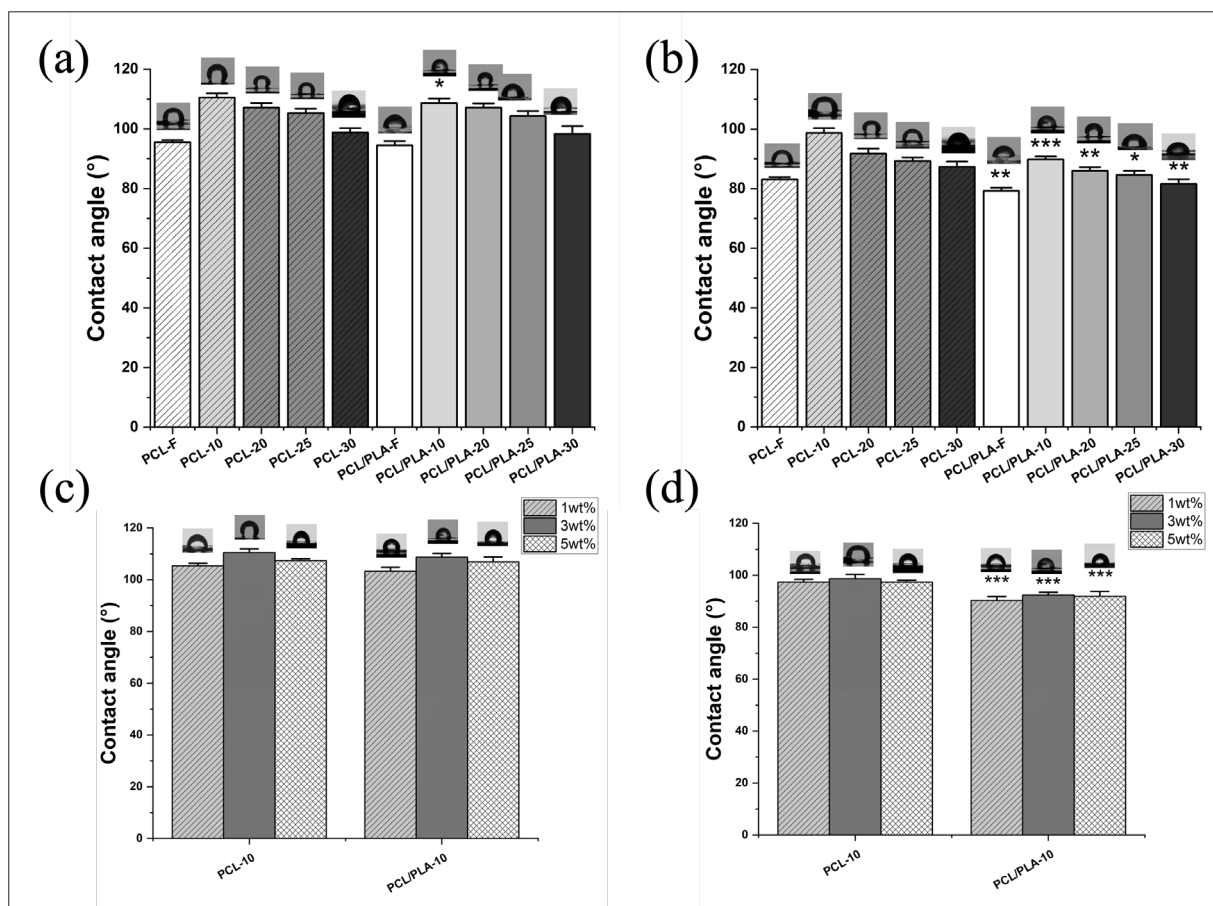 (a)
120
100
80
60
40
20
0
Contact angle (°)
*
PCL-F
PCL-10
PCL-20
PCL-25
PCL-30
PCL/PLA-F
PCL/PLA-10
PCL/PLA-20
PCL/PLA-25
PCL/PLA-30
(b)
120
100
80
60
40
20
0
Contact angle (°)
**
***
**
*
**
PCL-F
PCL-10
PCL-20
PCL-25
PCL-30
PCL/PLA-F
PCL/PLA-10
PCL/PLA-20
PCL/PLA-25
PCL/PLA-30
(c)
1wt%
3wt%
5wt%
120
100
80
60
40
20
0
Contact angle (°)
PCL-10
PCL/PLA-10
(d)
1wt%
3wt%
5wt%
120
100
80
60
40
20
0
Contact angle (°)
***
***
***
PCL-10
PCL/PLA-10